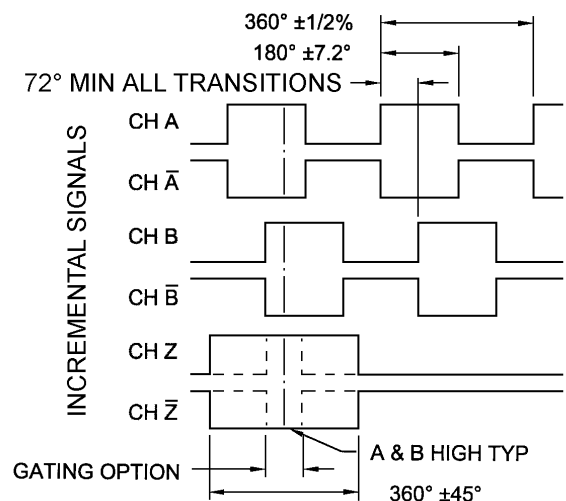 360° ±1/2%
180° ±7.2°
72° MIN ALL TRANSITIONS
INCREMENTAL SIGNALS
CH A
CH A̅
CH B
CH B̅
CH Z
CH Z̅
A & B HIGH TYP
GATING OPTION
360° ±45°